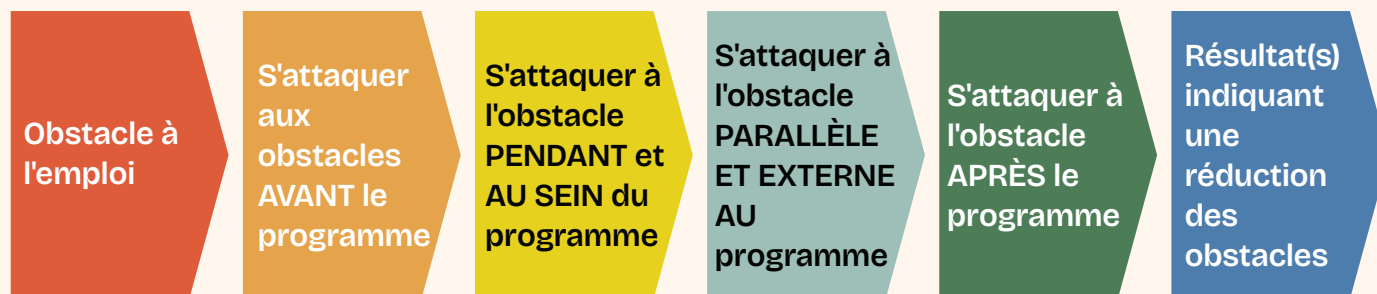 Obstacle à
l'emploi
S'attaquer
aux
obstacles
AVANT le
programme
S'attaquer à
l'obstacle
PENDANT et
AU SEIN du
programme
S'attaquer à
l'obstacle
PARALLÈLE
ET EXTERNE
AU
programme
S'attaquer à
l'obstacle
APRÈS le
programme
Résultat(s)
indiquant
une
réduction
des
obstacles